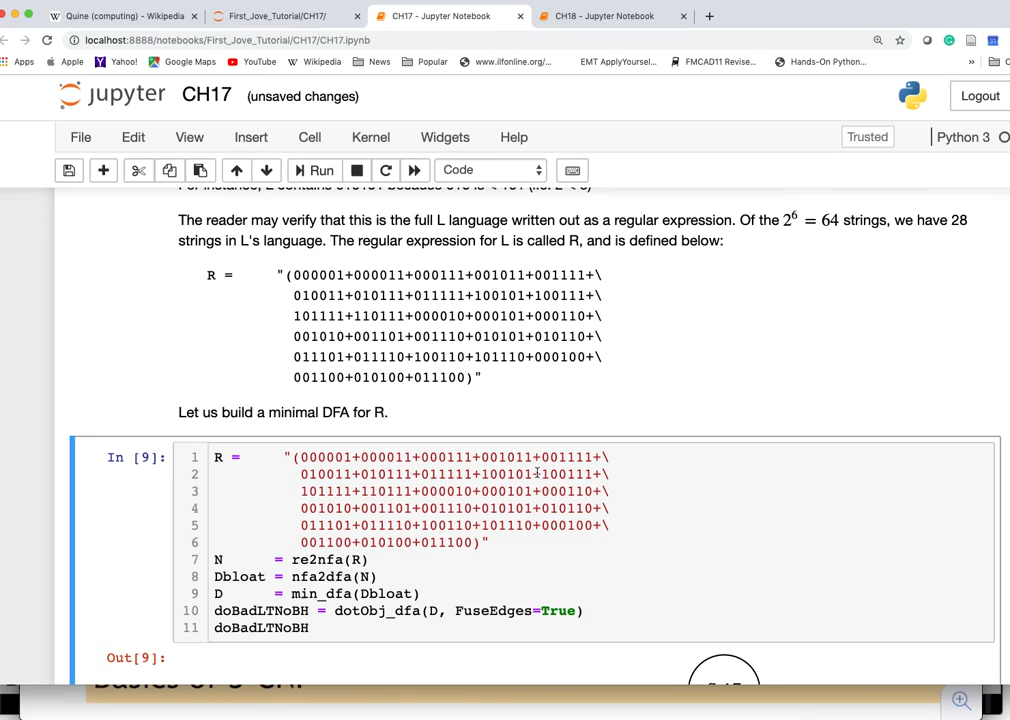 Quine (computing) - Wikipedia × First_Jove_Tutorial/CH17/ × CH17 - Jupyter Notebook × CH18 - Jupyter Notebook × +
localhost:8888/notebooks/First_Jove_Tutorial/CH17/CH17.ipynb
Apps Apple Yahoo! Google Maps YouTube Wikipedia News Popular www.iifonline.org/... EMT ApplyYoursel... FMCAD11 Revise... Hands-On Python... »
jupyter CH17 (unsaved changes) Logout
File Edit View Insert Cell Kernel Widgets Help Trusted Python 3
Run Code
The reader may verify that this is the full L language written out as a regular expression. Of the 2⁶ = 64 strings, we have 28
strings in L's language. The regular expression for L is called R, and is defined below:
R = "(000001+000011+000111+001011+001111+\
010011+010111+011111+100101+100111+\
101111+110111+000010+000101+000110+\
001010+001101+001110+010101+010110+\
011101+011110+100110+101110+000100+\
001100+010100+011100)"
Let us build a minimal DFA for R.
In [9]: 1 R = "(000001+000011+000111+001011+001111+\
2 010011+010111+011111+100101+100111+\
3 101111+110111+000010+000101+000110+\
4 001010+001101+001110+010101+010110+\
5 011101+011110+100110+101110+000100+\
6 001100+010100+011100)"
7 N = re2nfa(R)
8 Dbloat = nfa2dfa(N)
9 D = min_dfa(Dbloat)
10 doBadLTNoBH = dotObj_dfa(D, FuseEdges=True)
11 doBadLTNoBH
Out[9]: